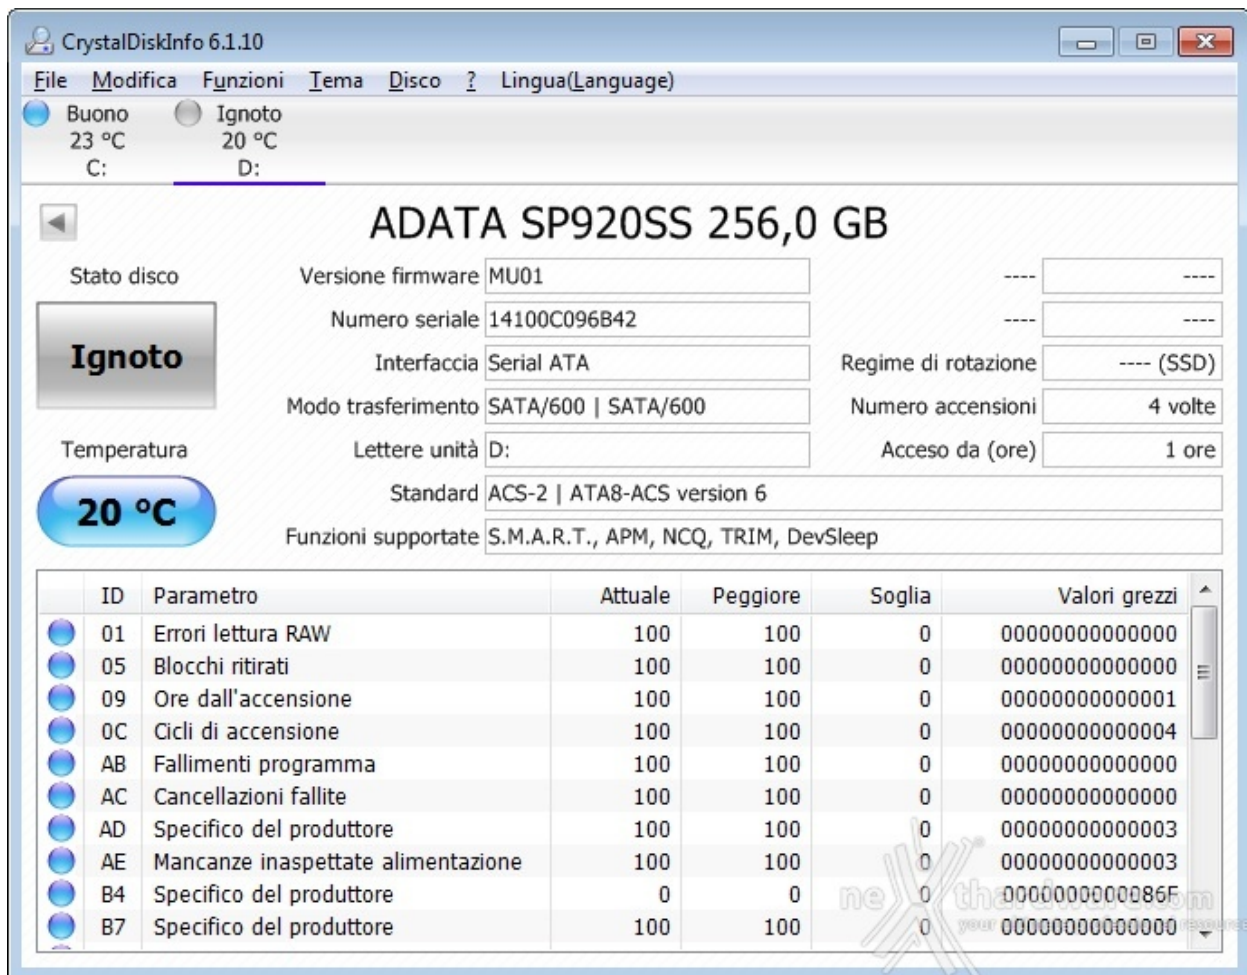 CrystalDiskInfo 6.1.10
File Modifica Funzioni Tema Disco ? Lingua(Language)
Buono Ignoto
23 °C 20 °C
C: D:
ADATA SP920SS 256,0 GB
Stato disco
Ignoto
Temperatura
20 °C
Versione firmware MU01 ---- ----
Numero seriale 14100C096B42 ---- ----
Interfaccia Serial ATA Regime di rotazione ---- (SSD)
Modo trasferimento SATA/600 | SATA/600 Numero accensioni 4 volte
Lettere unità D: Acceso da (ore) 1 ore
Standard ACS-2 | ATA8-ACS version 6
Funzioni supportate S.M.A.R.T., APM, NCQ, TRIM, DevSleep
ID Parametro Attuale Peggiore Soglia Valori grezzi
01 Errori lettura RAW 100 100 0 00000000000000
05 Blocchi ritirati 100 100 0 00000000000000
09 Ore dall'accensione 100 100 0 00000000000001
0C Cicli di accensione 100 100 0 00000000000004
AB Fallimenti programma 100 100 0 00000000000000
AC Cancellazioni fallite 100 100 0 00000000000000
AD Specifico del produttore 100 100 0 00000000000003
AE Mancanze inaspettate alimentazione 100 100 0 00000000000003
B4 Specifico del produttore 0 0 0 0000000000086F
B7 Specifico del produttore 100 100 0 00000000000000
nexthardware.com
your professional resource